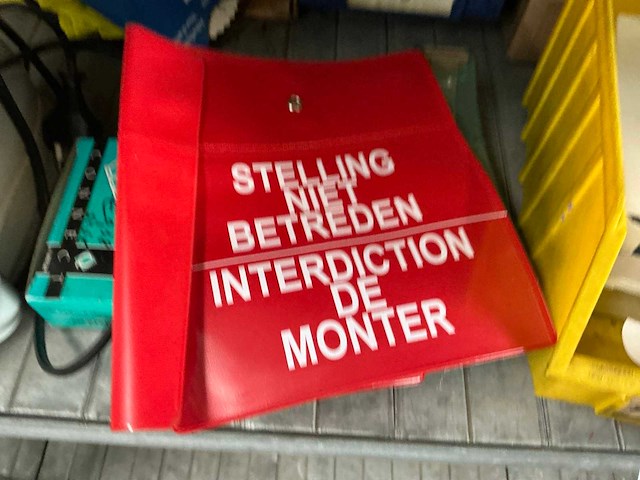 STELLING
NIET
BETREDEN
INTERDICTION
DE
MONTER